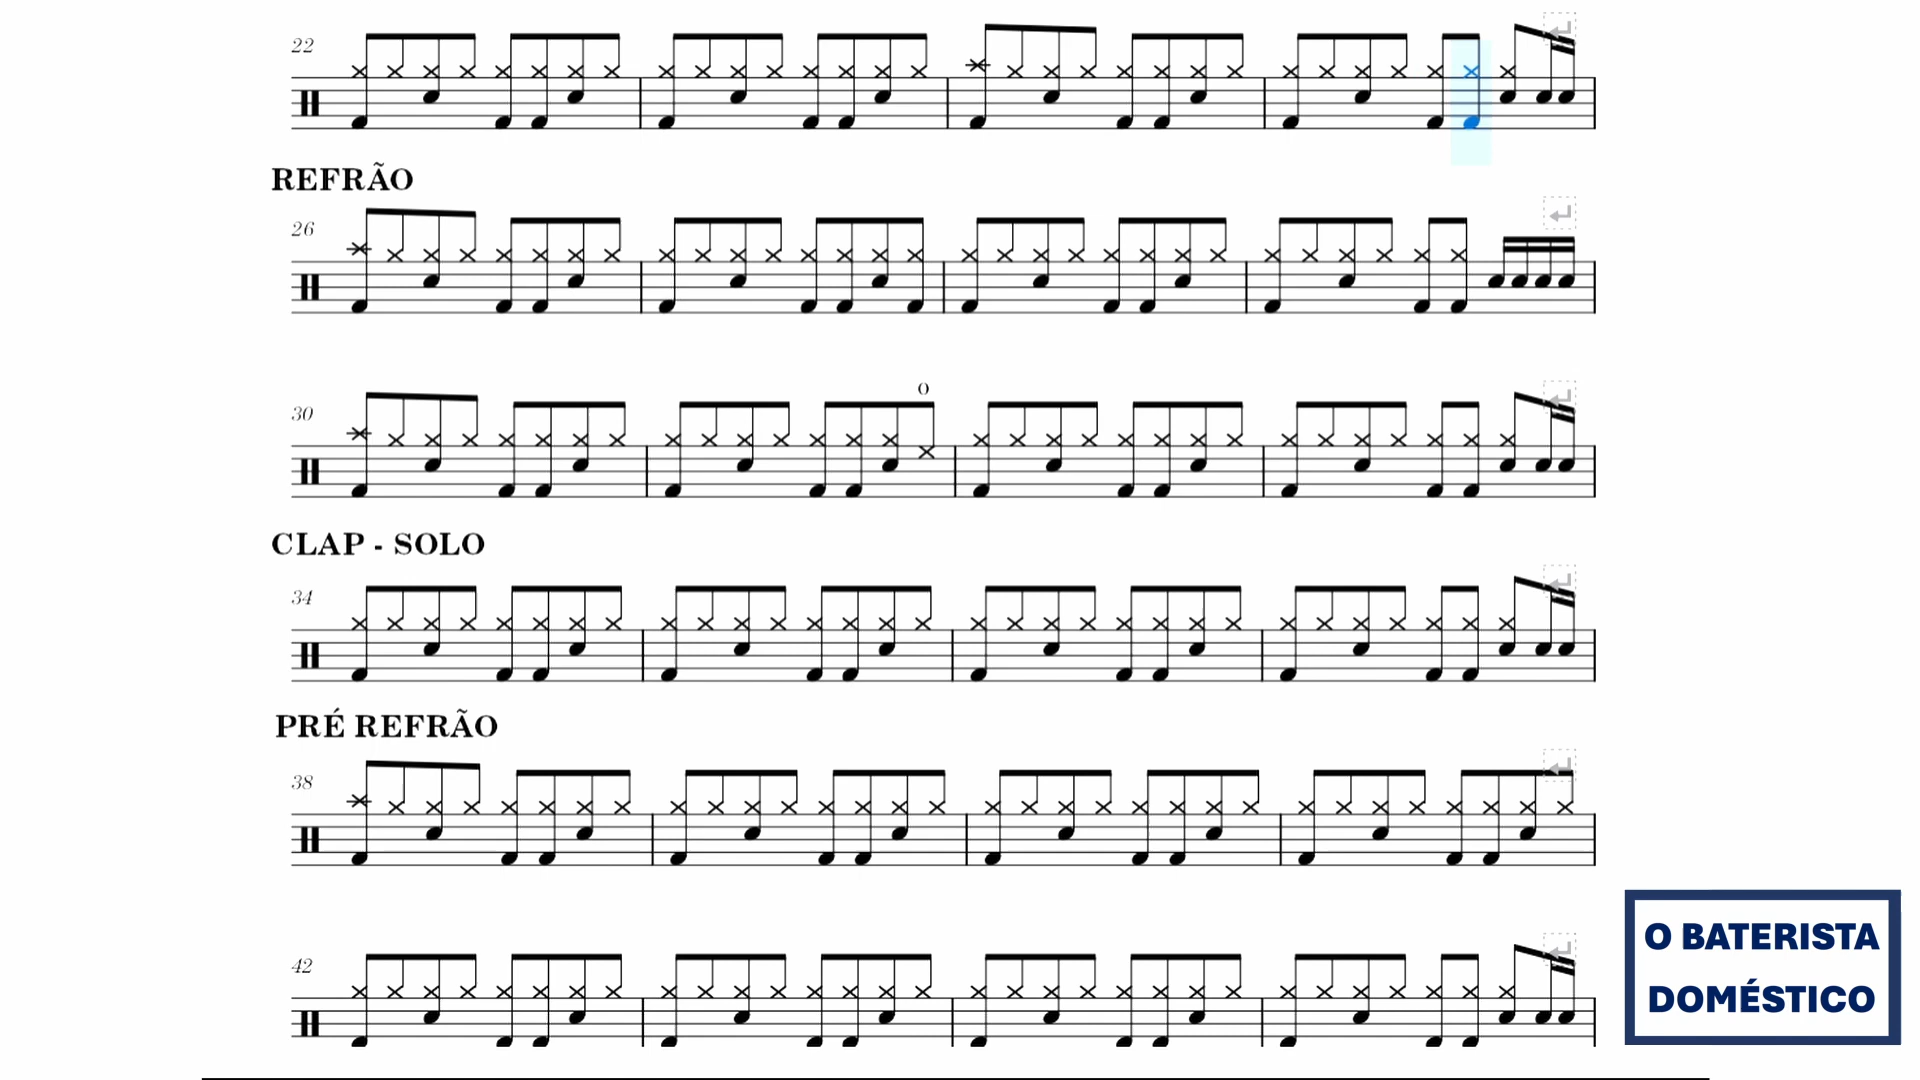 22
REFRÃO
26
30
o
CLAP - SOLO
34
PRÉ REFRÃO
38
42
O BATERISTA
DOMÉSTICO